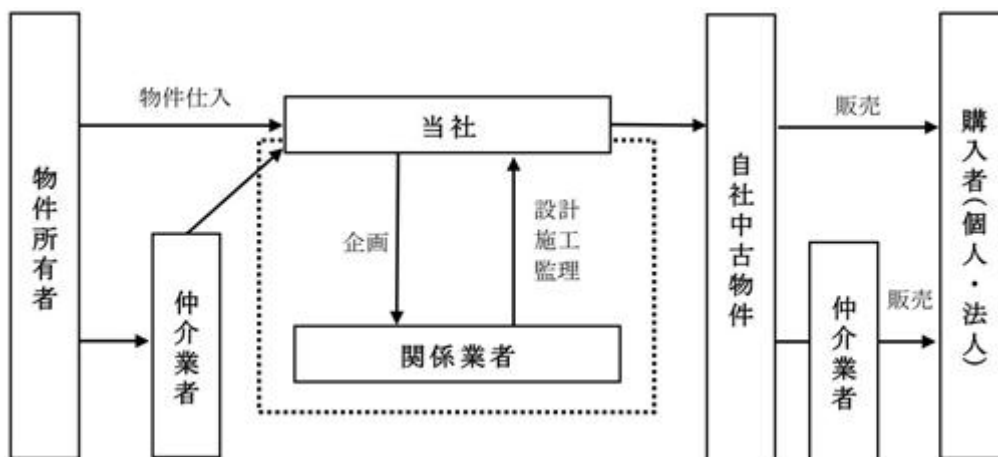 物件所有者
物件仕入
仲介業者
当社
企画
設計
施工
監理
関係業者
自社中古物件
販売
仲介業者
販売
購入者(個人・法人)